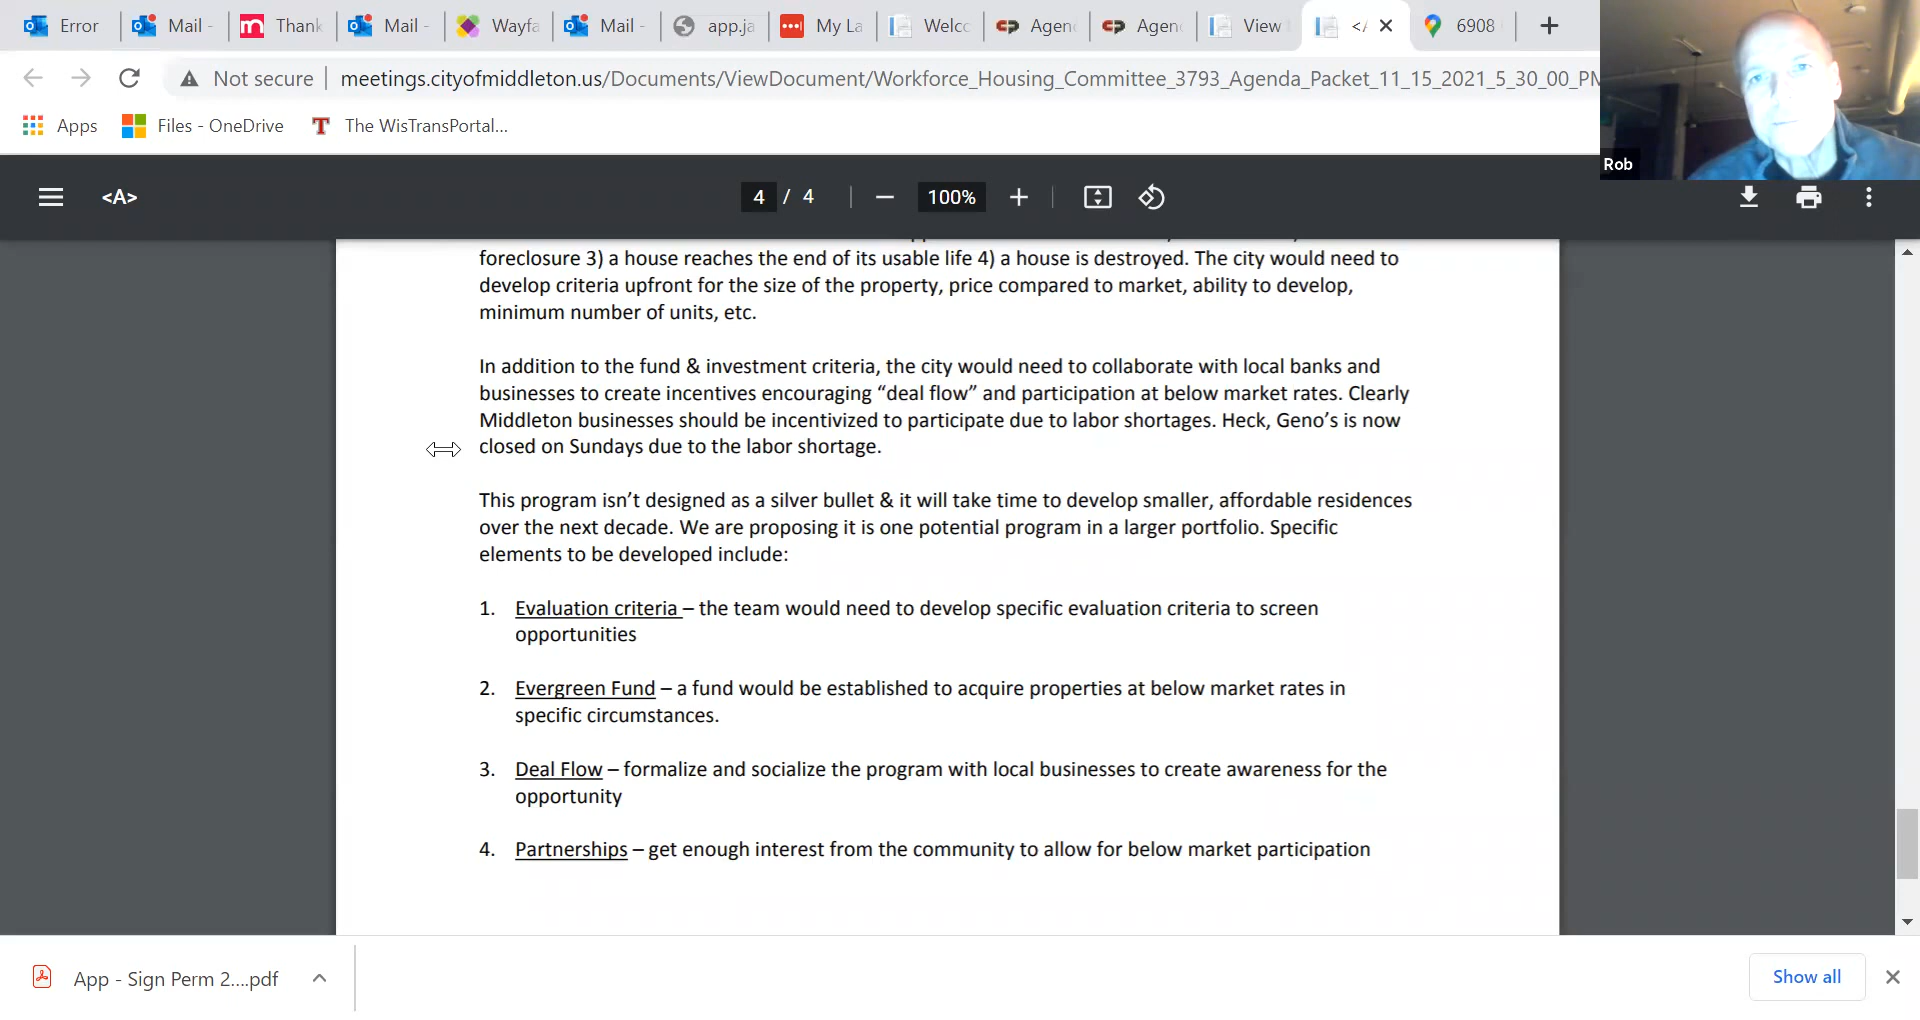 Error
Mail -
Thank
Mail -
Wayfa
Mail -
app.ja
My La
Welco
Agen
Agen
View
<A
6908
Not secure
meetings.cityofmiddleton.us/Documents/ViewDocument/Workforce_Housing_Committee_3793_Agenda_Packet_11_15_2021_5_30_00_PM
Apps
Files - OneDrive
The WisTransPortal...
Rob
<A>
4 / 4
100%
foreclosure 3) a house reaches the end of its usable life 4) a house is destroyed. The city would need to
develop criteria upfront for the size of the property, price compared to market, ability to develop,
minimum number of units, etc.
In addition to the fund & investment criteria, the city would need to collaborate with local banks and
businesses to create incentives encouraging “deal flow” and participation at below market rates. Clearly
Middleton businesses should be incentivized to participate due to labor shortages. Heck, Geno’s is now
closed on Sundays due to the labor shortage.
This program isn’t designed as a silver bullet & it will take time to develop smaller, affordable residences
over the next decade. We are proposing it is one potential program in a larger portfolio. Specific
elements to be developed include:
1. Evaluation criteria – the team would need to develop specific evaluation criteria to screen
opportunities
2. Evergreen Fund – a fund would be established to acquire properties at below market rates in
specific circumstances.
3. Deal Flow – formalize and socialize the program with local businesses to create awareness for the
opportunity
4. Partnerships – get enough interest from the community to allow for below market participation
App - Sign Perm 2....pdf
Show all